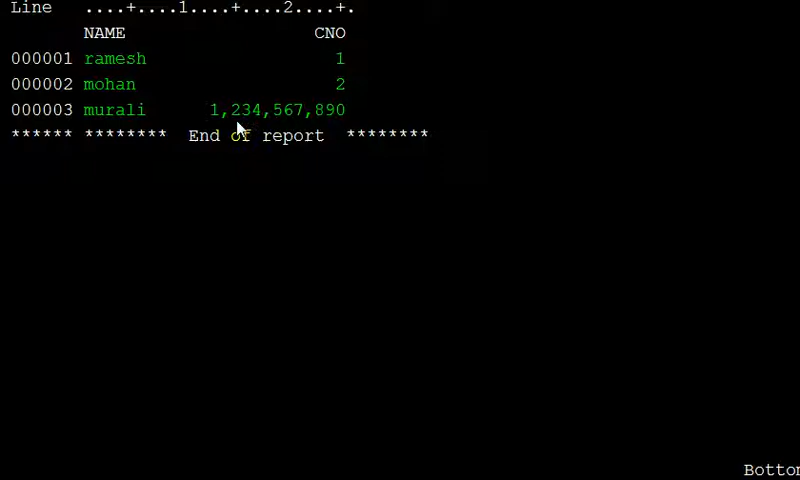 Line   ....+....1....+....2....+.
       NAME                  CNO
000001 ramesh                  1
000002 mohan                   2
000003 murali      1,234,567,890
****** ********  End of report  ********
Bottom